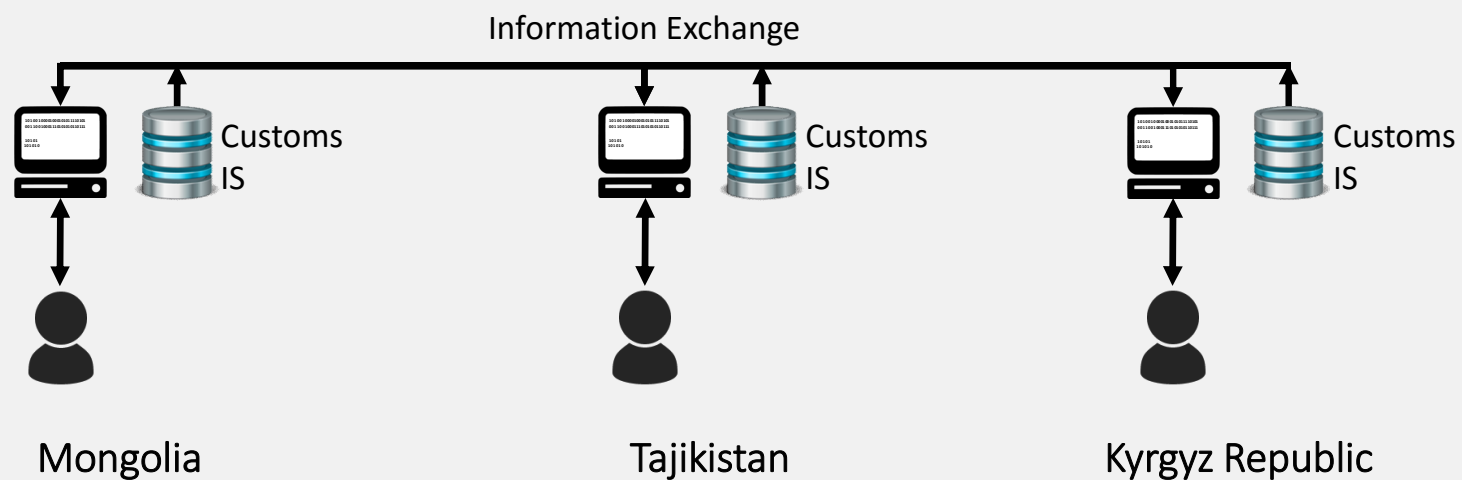 Information Exchange
Customs
IS
Customs
IS
Customs
IS
Mongolia
Tajikistan
Kyrgyz Republic